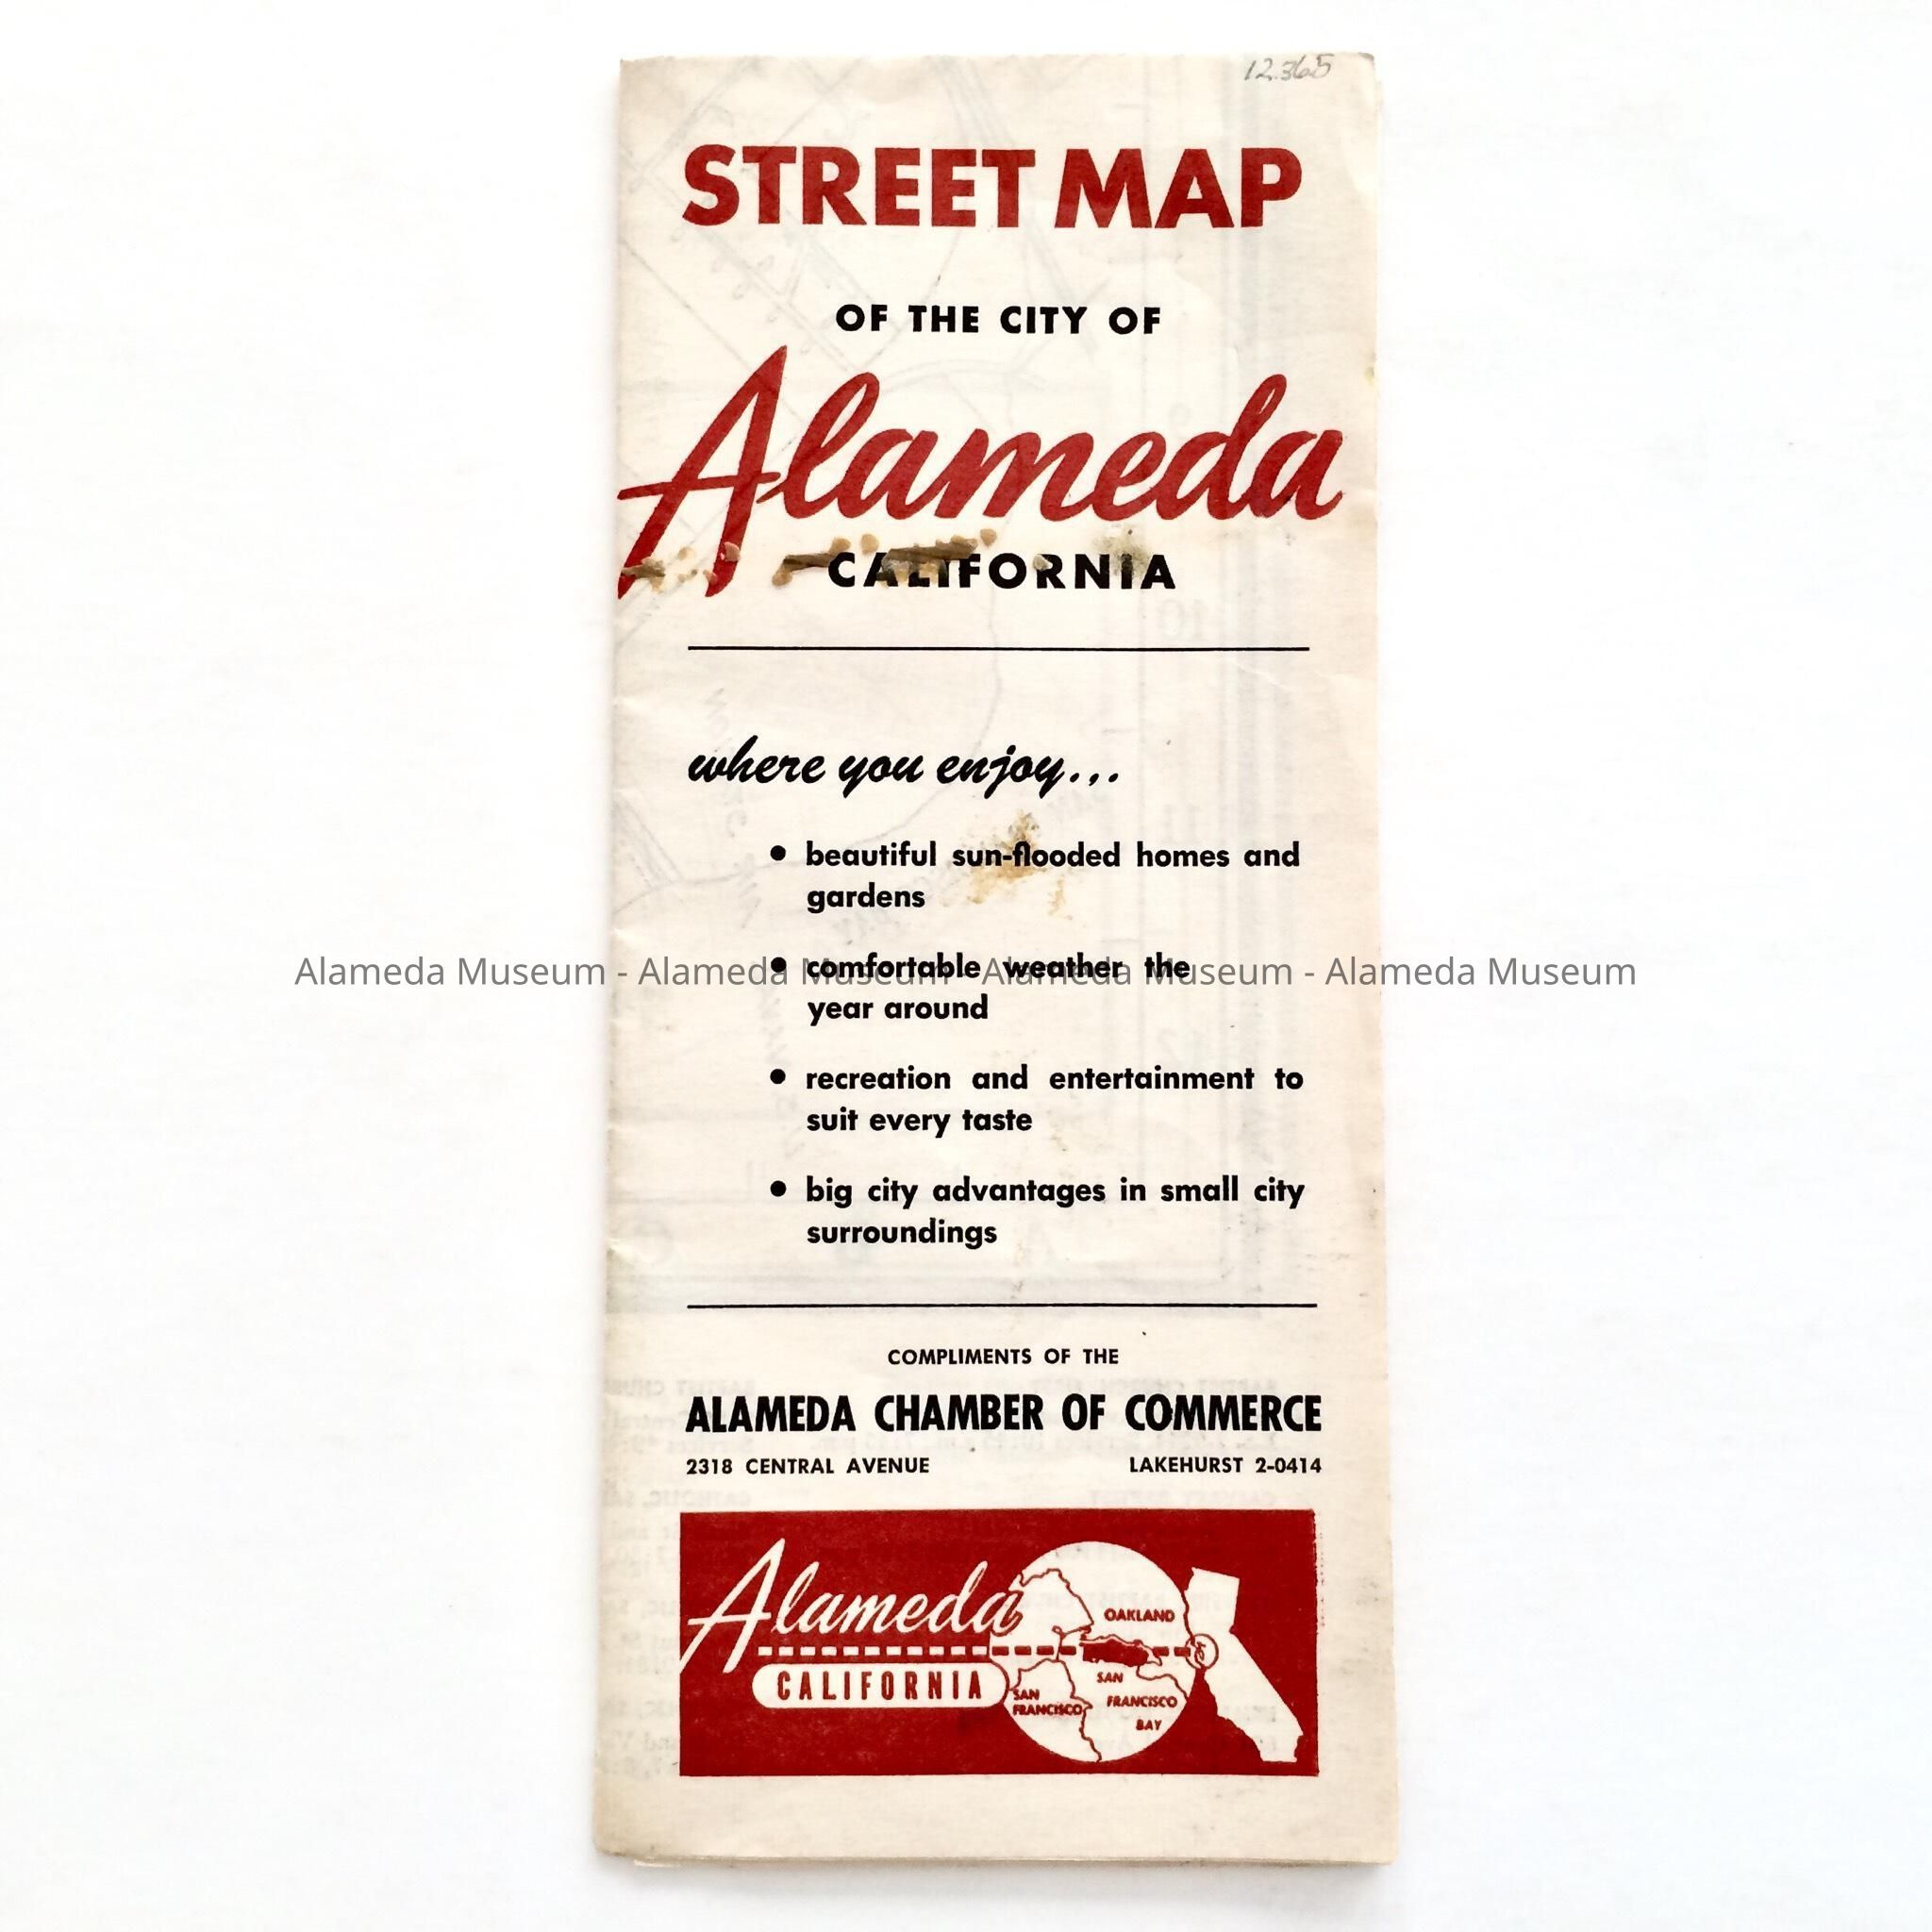 12.365
STREET MAP
OF THE CITY OF
Alameda
CALIFORNIA
where you enjoy...
• beautiful sun-flooded homes and
gardens
• comfortable weather the
year around
Alameda Museum - Alameda Museum - Alameda Museum - Alameda Museum
• recreation and entertainment to
suit every taste
• big city advantages in small city
surroundings
COMPLIMENTS OF THE
ALAMEDA CHAMBER OF COMMERCE
2318 CENTRAL AVENUE LAKEHURST 2-0414
Alameda
CALIFORNIA
OAKLAND
SAN
FRANCISCO
SAN
FRANCISCO
BAY